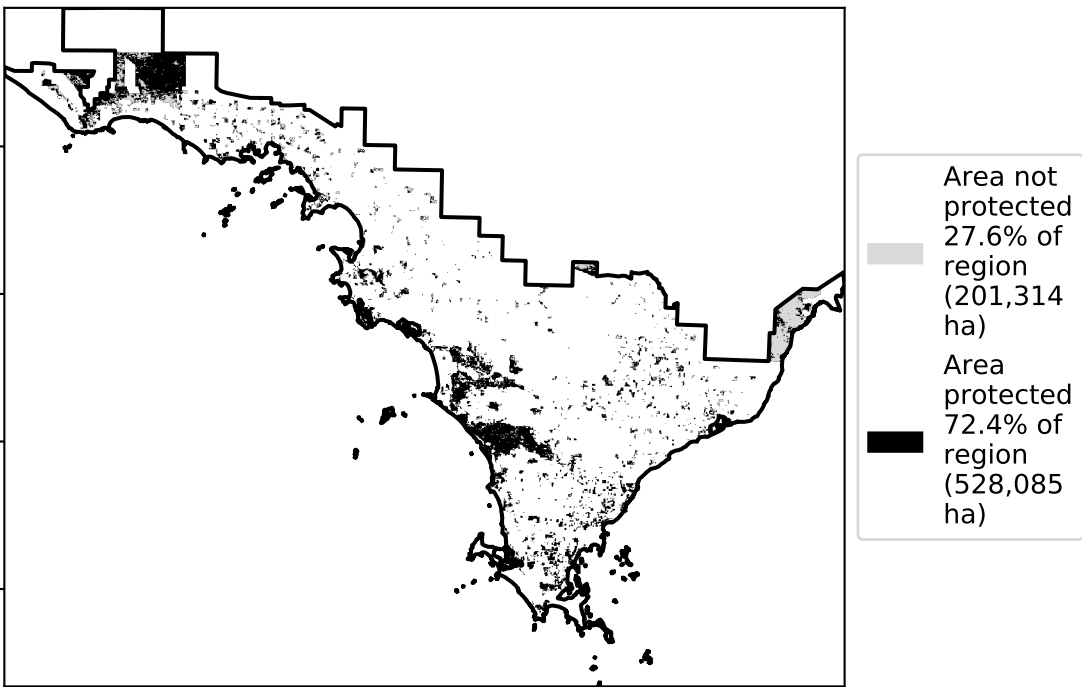 Area not
protected
27.6% of
region
(201,314
ha)
Area
protected
72.4% of
region
(528,085
ha)